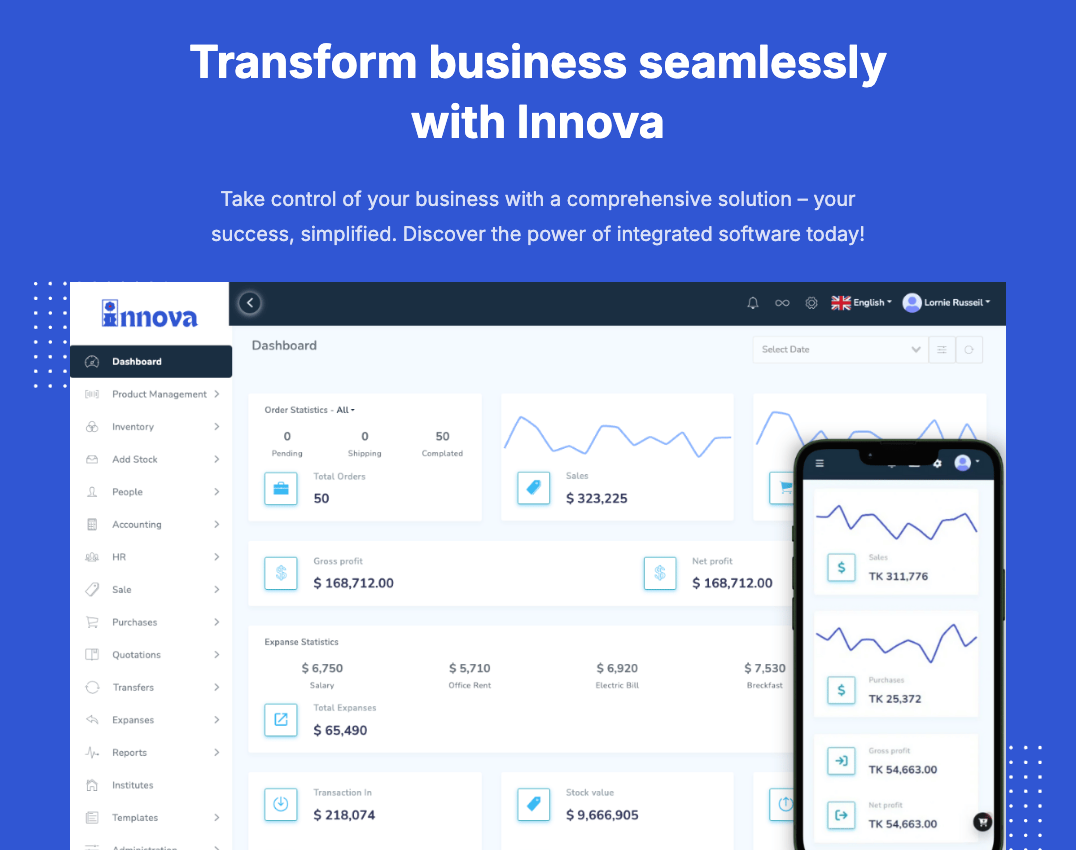 Transform business seamlessly
with Innova
Take control of your business with a comprehensive solution – your
success, simplified. Discover the power of integrated software today!
innova
English
Lornie Russeil
Dashboard
Product Management
Inventory
Add Stock
People
Accounting
HR
Sale
Purchases
Quotations
Transfers
Expanses
Reports
Institutes
Templates
Administration
Dashboard
Select Date
Order Statistics - All
0 0 50
Pending Shipping Complated
Total Orders
50
Sales
$ 323,225
Gross profit
$ 168,712.00
Net profit
$ 168,712.00
Expanse Statistics
$ 6,750 $ 5,710 $ 6,920 $ 7,530
Salary Office Rent Electric Bill Breckfast
Total Expanses
$ 65,490
Transaction In
$ 218,074
Stock value
$ 9,666,905
Sales
TK 311,776
Purchases
TK 25,372
Gross profit
TK 54,663.00
Net profit
TK 54,663.00